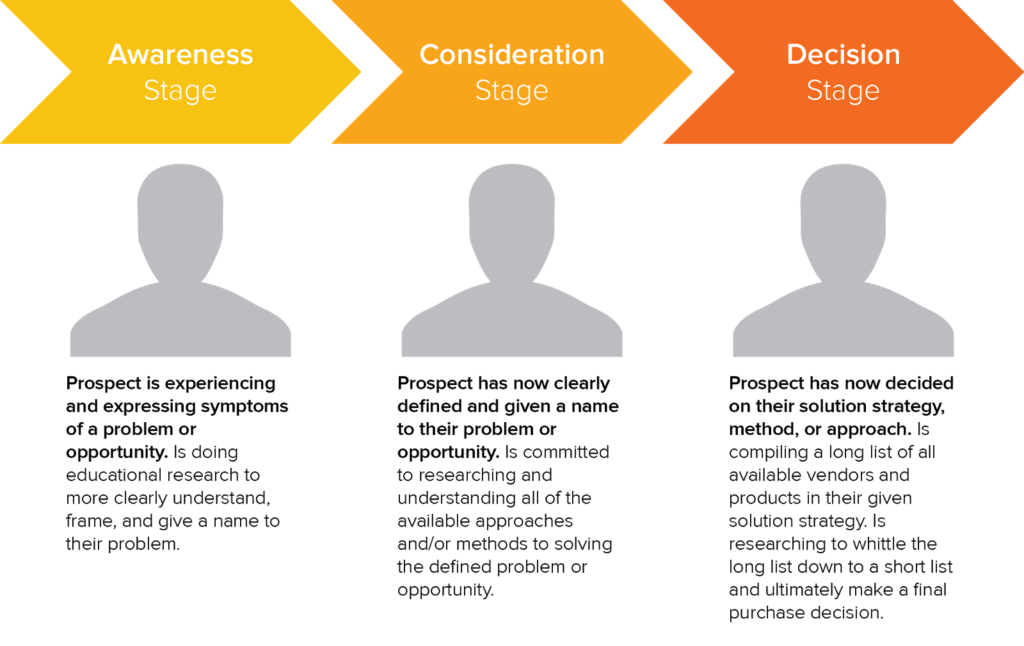 Awareness
Stage
Consideration
Stage
Decision
Stage
Prospect is experiencing
and expressing symptoms
of a problem or
opportunity. Is doing
educational research to
more clearly understand,
frame, and give a name to
their problem.
Prospect has now clearly
defined and given a name
to their problem or
opportunity. Is committed
to researching and
understanding all of the
available approaches
and/or methods to solving
the defined problem or
opportunity.
Prospect has now decided
on their solution strategy,
method, or approach. Is
compiling a long list of all
available vendors and
products in their given
solution strategy. Is
researching to whittle the
long list down to a short list
and ultimately make a final
purchase decision.